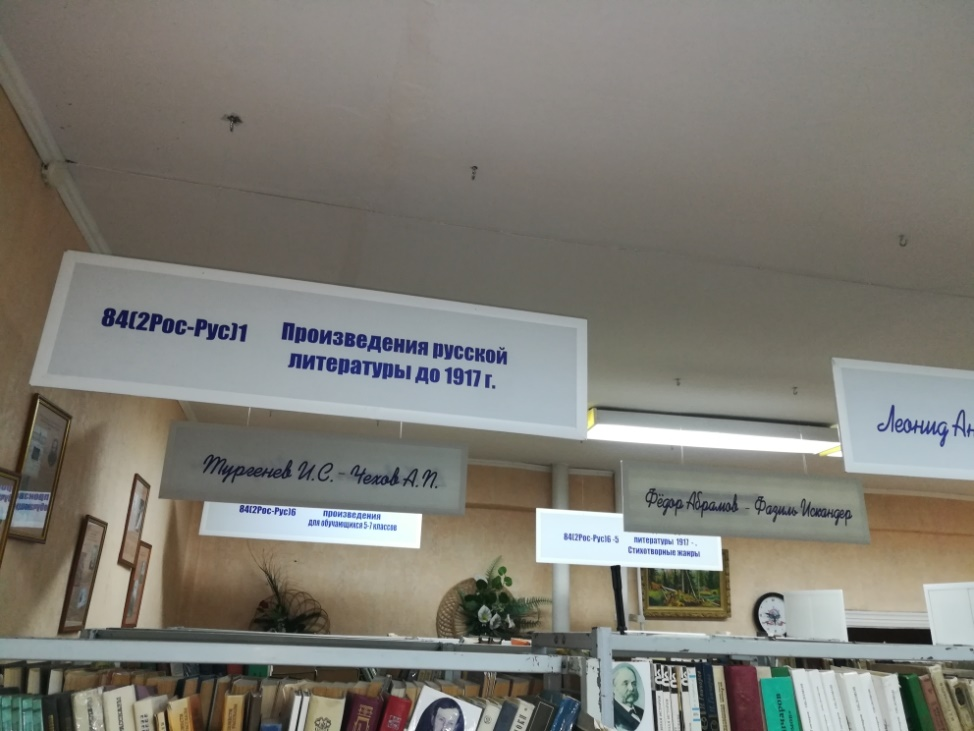 84(2Рос-Рус)1 Произведения русской
литературы до 1917 г.
Леонид Ан
Тургенев И.С. - Чехов А.П.
Фёдор Абрамов - Фазиль Искандер
84(2Рос-Рус)6 произведения
для обучающихся 5-7 классов
84(2Рос-Рус)6 -5 литературы 1917 - .
Стихотворные жанры